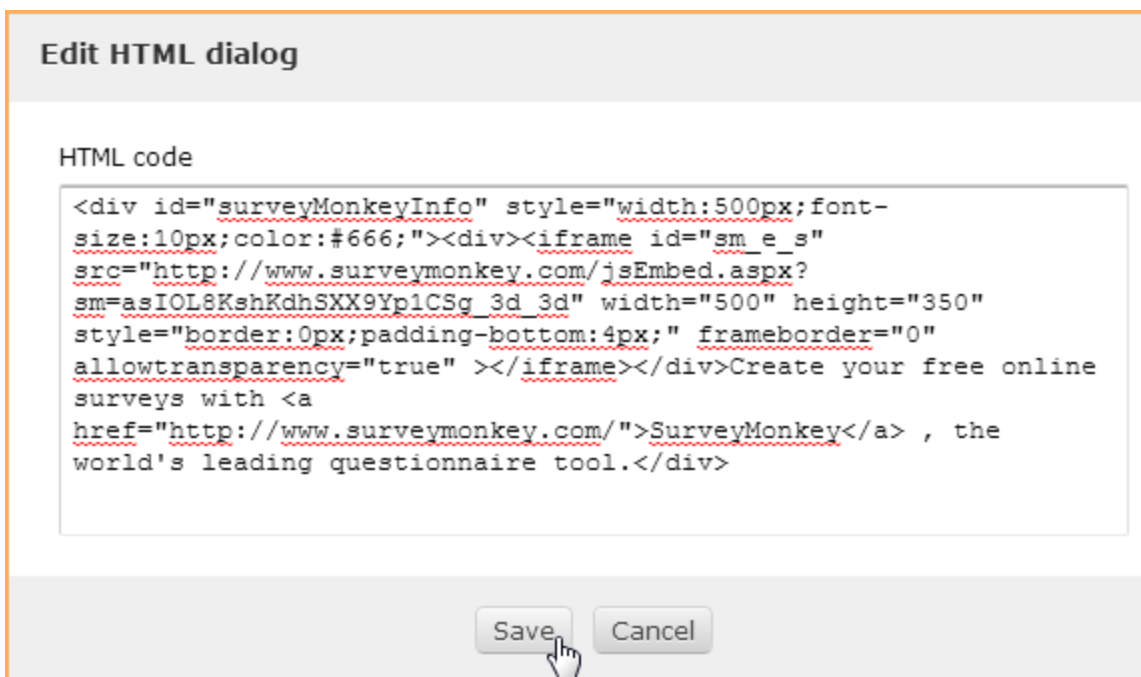 Edit HTML dialog
HTML code
<div id="surveyMonkeyInfo" style="width:500px;font-
size:10px;color:#666;"><div><iframe id="sm_e_s"
src="http://www.surveymonkey.com/jsEmbed.aspx?
sm=asIOL8KshKdhSXX9Yp1CSg_3d_3d" width="500" height="350"
style="border:0px;padding-bottom:4px;" frameborder="0"
allowtransparency="true" ></iframe></div>Create your free online
surveys with <a
href="http://www.surveymonkey.com/">SurveyMonkey</a> , the
world's leading questionnaire tool.</div>
Save Cancel